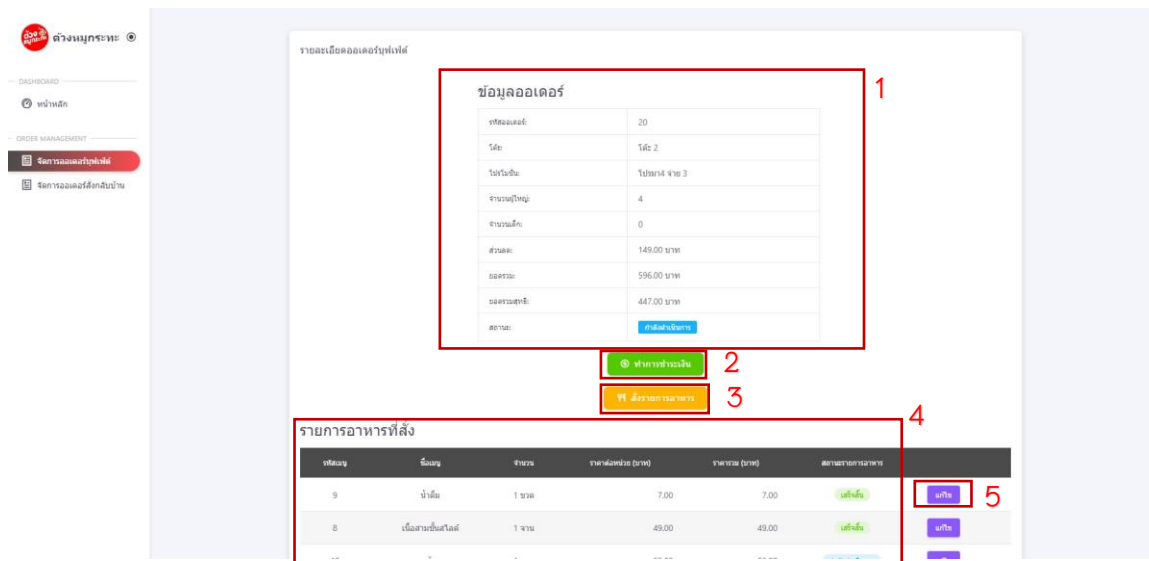 ต้วงหมูกระทะ
รายละเอียดออเดอร์บุฟเฟ่ต์
DASHBOARD
หน้าหลัก
ORDER MANAGEMENT
จัดการออเดอร์บุฟเฟ่ต์
จัดการออเดอร์สั่งกลับบ้าน
ข้อมูลออเดอร์
1
รหัสออเดอร์: 20
โต๊ะ: โต๊ะ 2
โปรโมชั่น: โปรมา4 จ่าย 3
จำนวนผู้ใหญ่: 4
จำนวนเด็ก: 0
ส่วนลด: 149.00 บาท
ยอดรวม: 596.00 บาท
ยอดรวมสุทธิ: 447.00 บาท
สถานะ: กำลังดำเนินการ
ทำการชำระเงิน 2
สั่งรายการอาหาร 3
4
รายการอาหารที่สั่ง
รหัสเมนู ชื่อเมนู จำนวน ราคาต่อหน่วย (บาท) ราคารวม (บาท) สถานะรายการอาหาร
9 น้ำดื่ม 1 ขวด 7.00 7.00 เสร็จสิ้น แก้ไข 5
8 เนื้อสามชั้นสไลด์ 1 จาน 49.00 49.00 เสร็จสิ้น แก้ไข